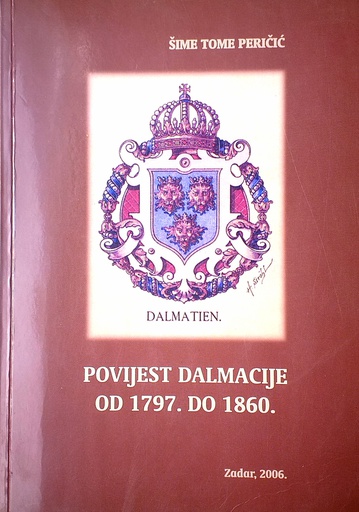 ŠIME TOME PERIČIĆ
DALMATIEN.
POVIJEST DALMACIJE
OD 1797. DO 1860.
Zadar, 2006.